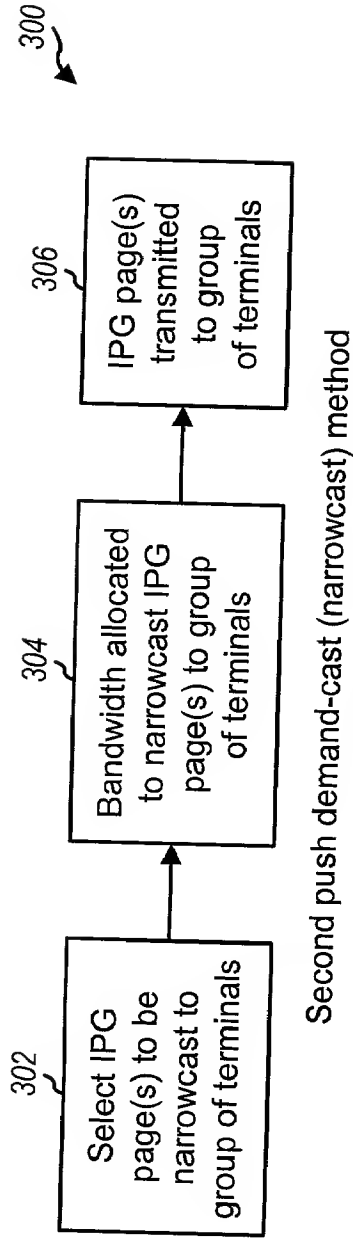 300
302
Select IPG
page(s) to be
narrowcast to
group of terminals
304
Bandwidth allocated
to narrowcast IPG
page(s) to group
of terminals
306
IPG page(s)
transmitted
to group
of terminals
Second push demand-cast (narrowcast) method